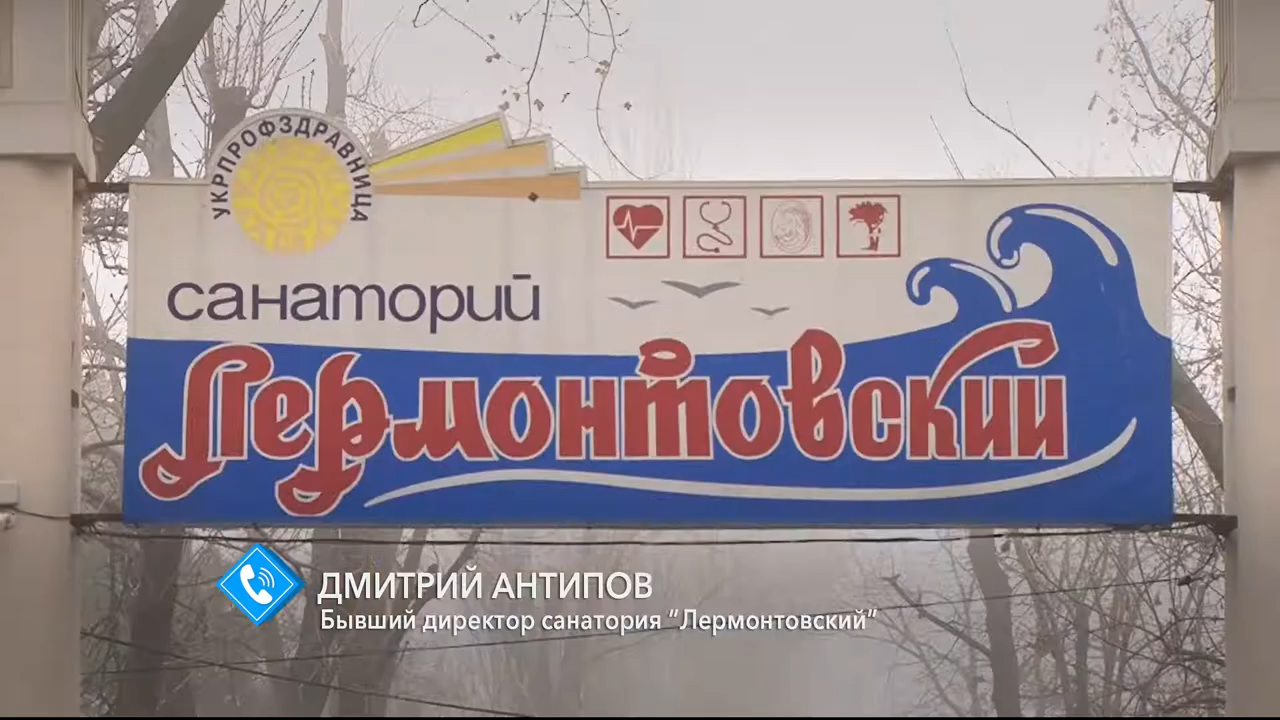 УКРПРОФЗДРАВНИЦА
санаторий
Лермонтовский
ДМИТРИЙ АНТИПОВ
Бывший директор санатория "Лермонтовский"